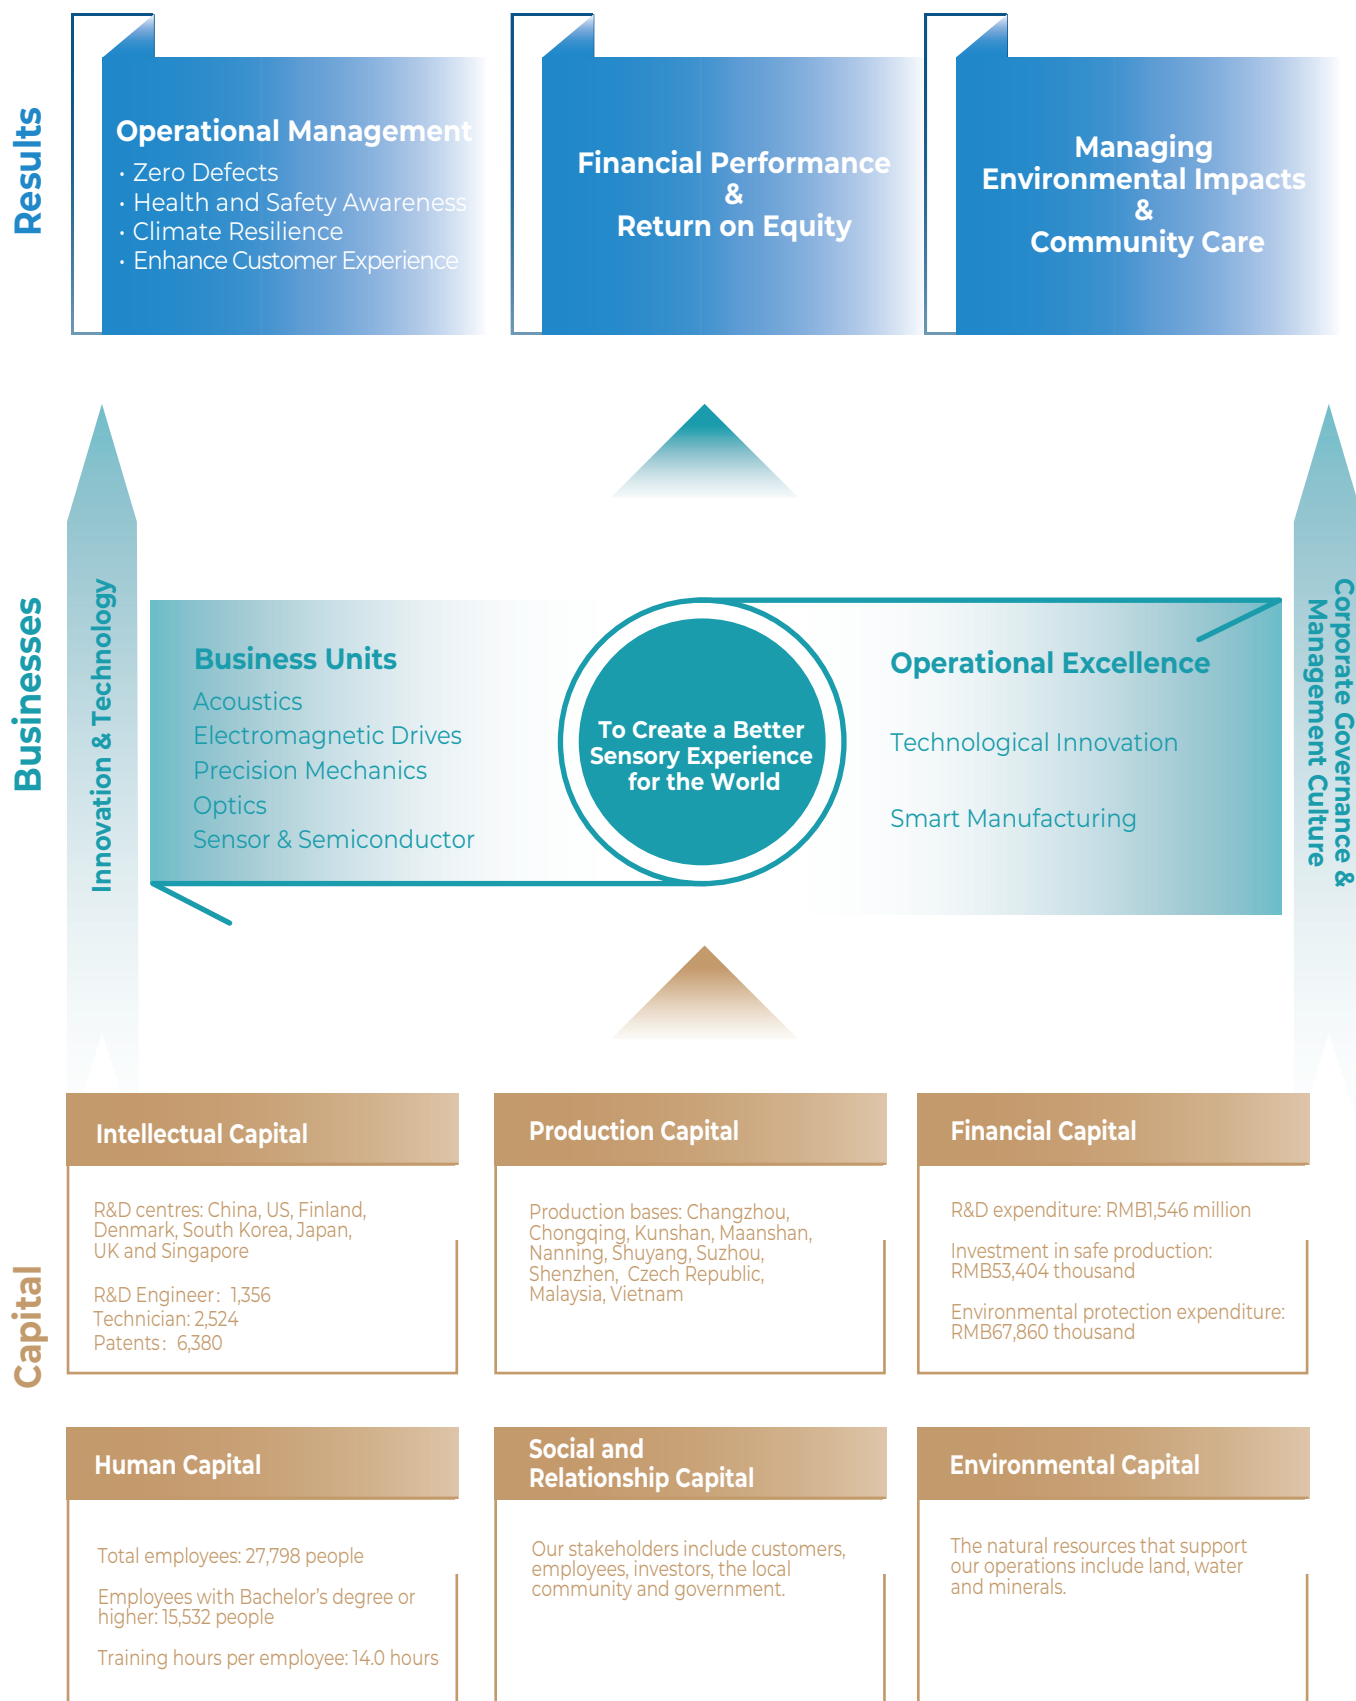 Results
Operational Management
· Zero Defects
· Health and Safety Awareness
· Climate Resilience
· Enhance Customer Experience
Financial Performance
&
Return on Equity
Managing
Environmental Impacts
&
Community Care
Businesses
Innovation & Technology
Business Units
Acoustics
Electromagnetic Drives
Precision Mechanics
Optics
Sensor & Semiconductor
To Create a Better
Sensory Experience
for the World
Operational Excellence
Technological Innovation
Smart Manufacturing
Corporate Governance &
Management Culture
Capital
Intellectual Capital
R&D centres: China, US, Finland,
Denmark, South Korea, Japan,
UK and Singapore
R&D Engineer: 1,356
Technician: 2,524
Patents: 6,380
Production Capital
Production bases: Changzhou,
Chongqing, Kunshan, Maanshan,
Nanning, Shuyang, Suzhou,
Shenzhen, Czech Republic,
Malaysia, Vietnam
Financial Capital
R&D expenditure: RMB1,546 million
Investment in safe production:
RMB53,404 thousand
Environmental protection expenditure:
RMB67,860 thousand
Human Capital
Total employees: 27,798 people
Employees with Bachelor's degree or
higher: 15,532 people
Training hours per employee: 14.0 hours
Social and
Relationship Capital
Our stakeholders include customers,
employees, investors, the local
community and government.
Environmental Capital
The natural resources that support
our operations include land, water
and minerals.